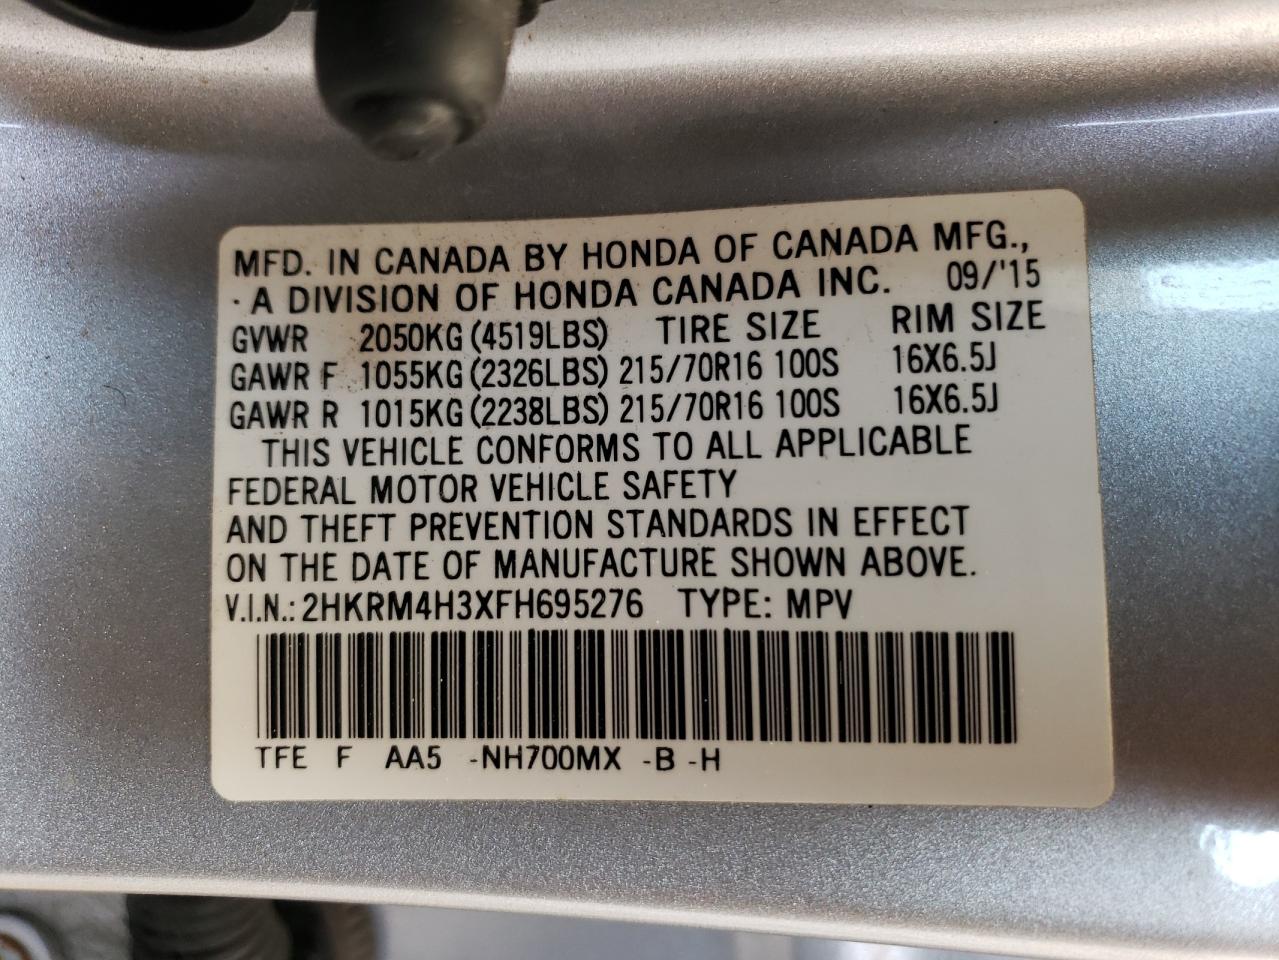 MFD. IN CANADA BY HONDA OF CANADA MFG.,
· A DIVISION OF HONDA CANADA INC. 09/'15
GVWR 2050KG (4519LBS) TIRE SIZE RIM SIZE
GAWR F 1055KG (2326LBS) 215/70R16 100S 16X6.5J
GAWR R 1015KG (2238LBS) 215/70R16 100S 16X6.5J
THIS VEHICLE CONFORMS TO ALL APPLICABLE
FEDERAL MOTOR VEHICLE SAFETY
AND THEFT PREVENTION STANDARDS IN EFFECT
ON THE DATE OF MANUFACTURE SHOWN ABOVE.
V.I.N.: 2HKRM4H3XFH695276 TYPE: MPV
TFE F AA5 -NH700MX -B -H